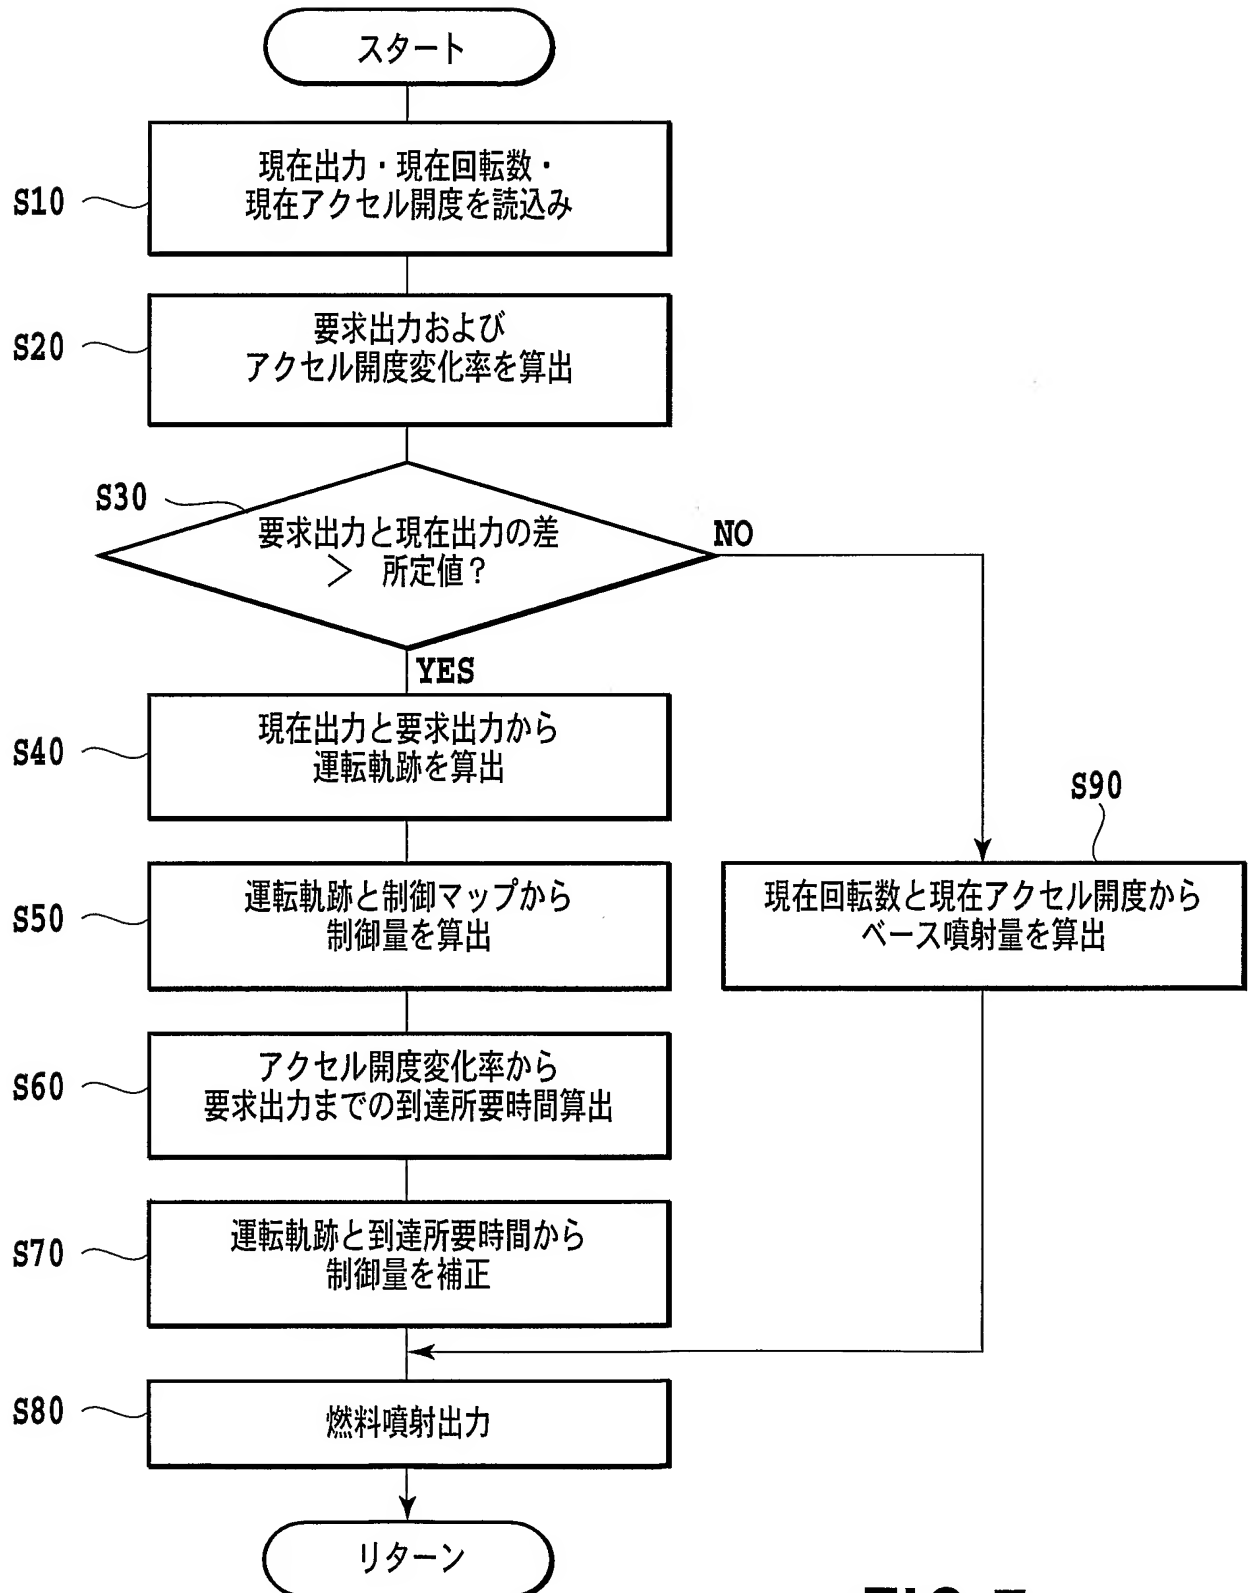 スタート
現在出力・現在回転数・
現在アクセル開度を読込み
S10
要求出力および
アクセル開度変化率を算出
S20
S30
要求出力と現在出力の差
> 所定値？
NO
YES
現在出力と要求出力から
運転軌跡を算出
S40
S90
運転軌跡と制御マップから
制御量を算出
S50
現在回転数と現在アクセル開度から
ベース噴射量を算出
アクセル開度変化率から
要求出力までの到達所要時間算出
S60
運転軌跡と到達所要時間から
制御量を補正
S70
S80
燃料噴射出力
リターン